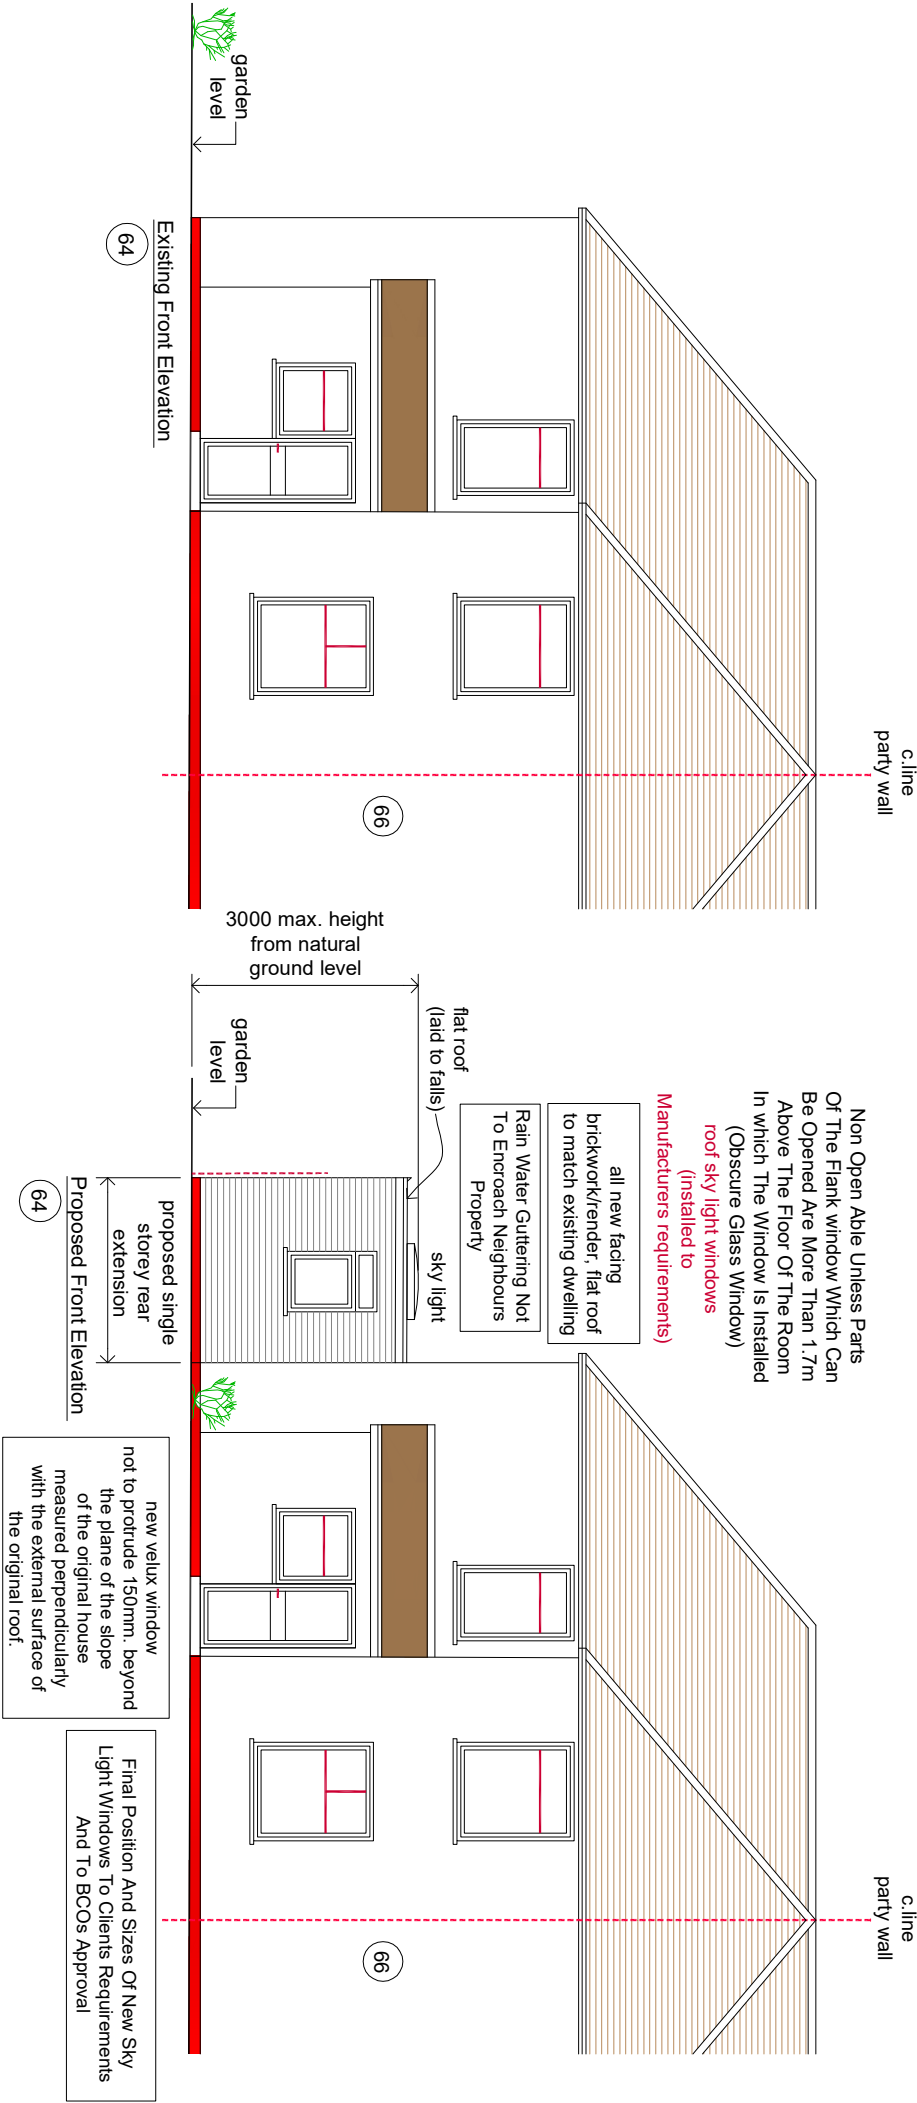 c.line
party wall
garden
level
66
Existing Front Elevation
64
Non Open Able Unless Parts
Of The Flank window Which Can
Be Opened Are More Than 1.7m
Above The Floor Of The Room
In which The Window Is Installed
(Obscure Glass Window)
roof sky light windows
(installed to
Manufacturers requirements)
all new facing
brickwork/render, flat roof
to match existing dwelling
Rain Water Guttering Not
To Encroach Neighbours
Property
flat roof
(laid to falls)
sky light
3000 max. height
from natural
ground level
garden
level
proposed single
storey rear
extension
Proposed Front Elevation
64
c.line
party wall
66
new velux window
not to protrude 150mm. beyond
the plane of the slope
of the original house
measured perpendicularly
with the external surface of
the original roof.
Final Position And Sizes Of New Sky
Light Windows To Clients Requirements
And To BCOs Approval